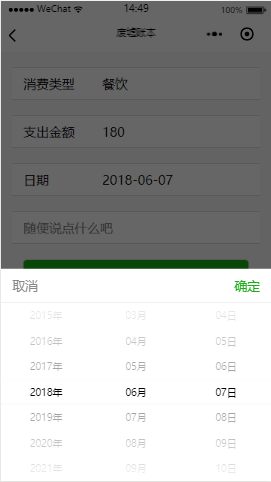 WeChat 14:49 100%
废墟账本
消费类型 餐饮
支出金额 180
日期 2018-06-07
随便说点什么吧
取消 确定
2015年 03月 04日
2016年 04月 05日
2017年 05月 06日
2018年 06月 07日
2019年 07月 08日
2020年 08月 09日
2021年 09月 10日